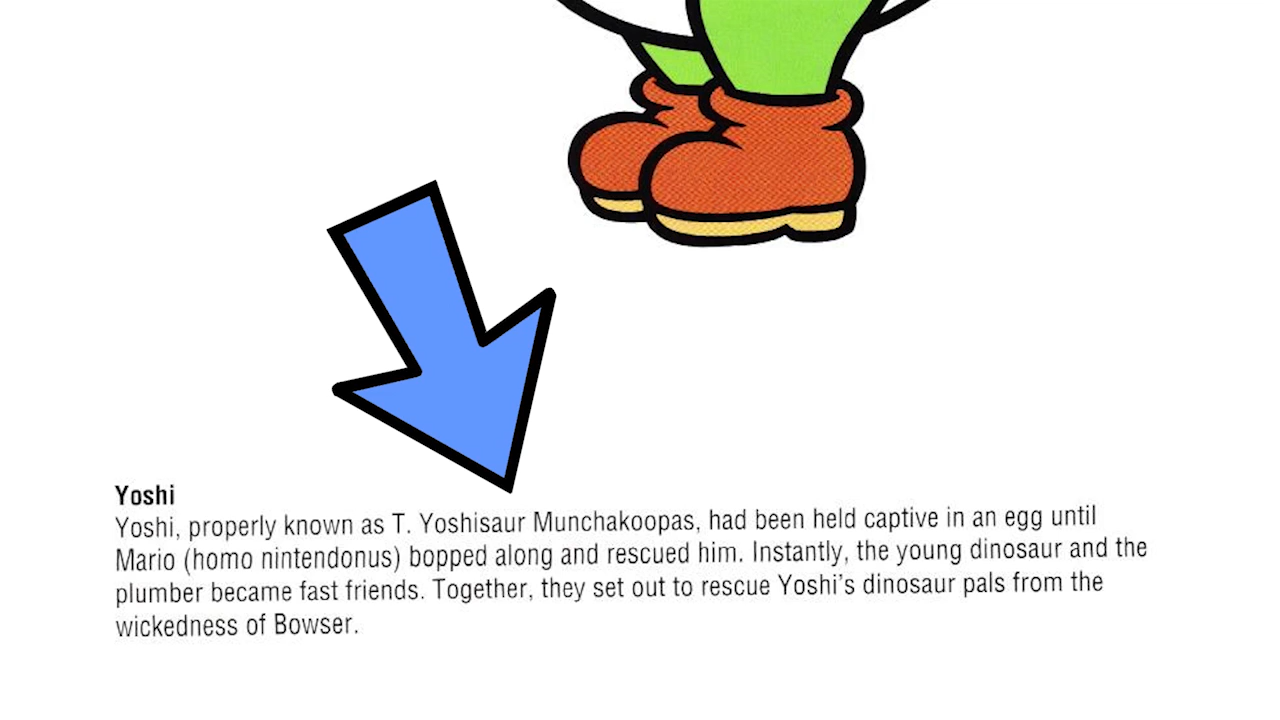 Yoshi
Yoshi, properly known as T. Yoshisaur Munchakoopas, had been held captive in an egg until
Mario (homo nintendonus) bopped along and rescued him. Instantly, the young dinosaur and the
plumber became fast friends. Together, they set out to rescue Yoshi's dinosaur pals from the
wickedness of Bowser.